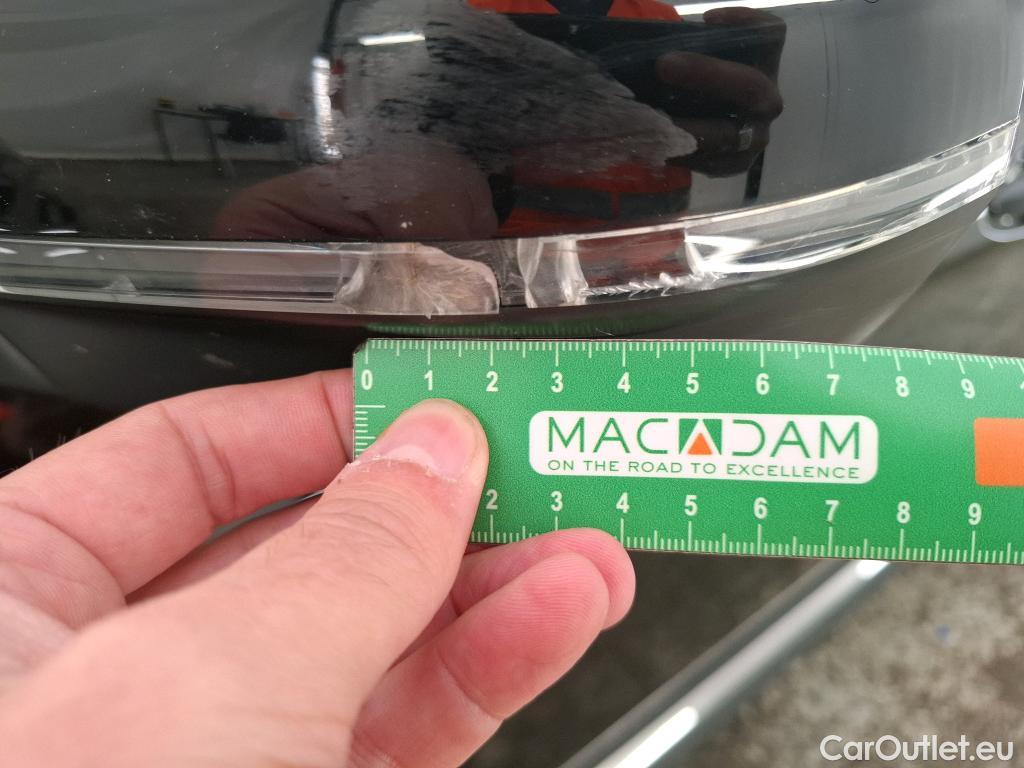 0 1 2 3 4 5 6 7 8 9
MACADAM
ON THE ROAD TO EXCELLENCE
2 3 4 5 6 7 8 9
CarOutlet.eu